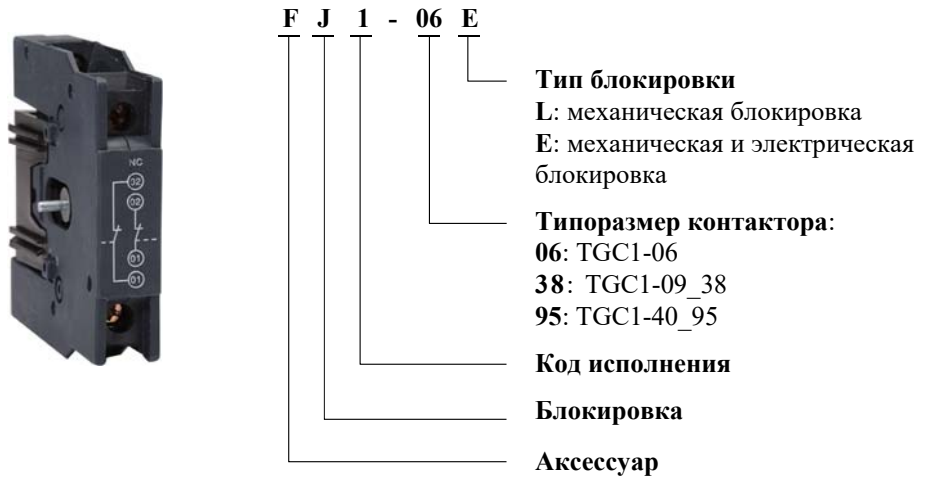 F J 1 - 06 E
Тип блокировки
L: механическая блокировка
E: механическая и электрическая
блокировка
Типоразмер контактора:
06: TGC1-06
38: TGC1-09_38
95: TGC1-40_95
Код исполнения
Блокировка
Аксессуар
NC
02
02
01
01